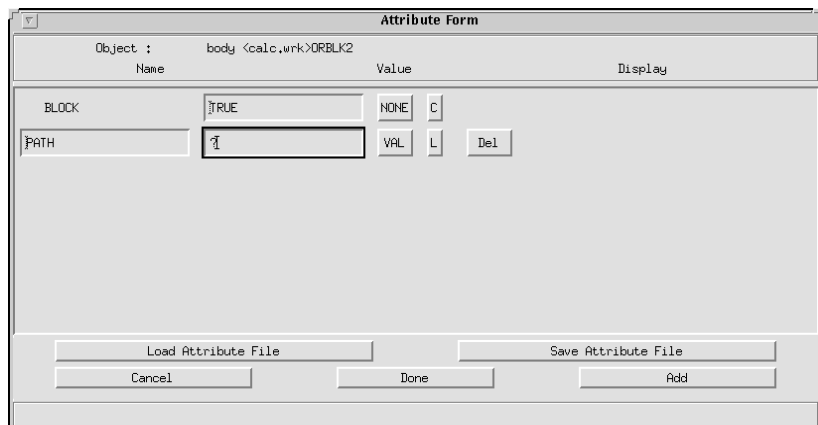 Attribute Form
Object : body <calc.wrk>ORBLK2
Name Value Display
BLOCK TRUE NONE C
PATH ? VAL L Del
Load Attribute File Save Attribute File
Cancel Done Add